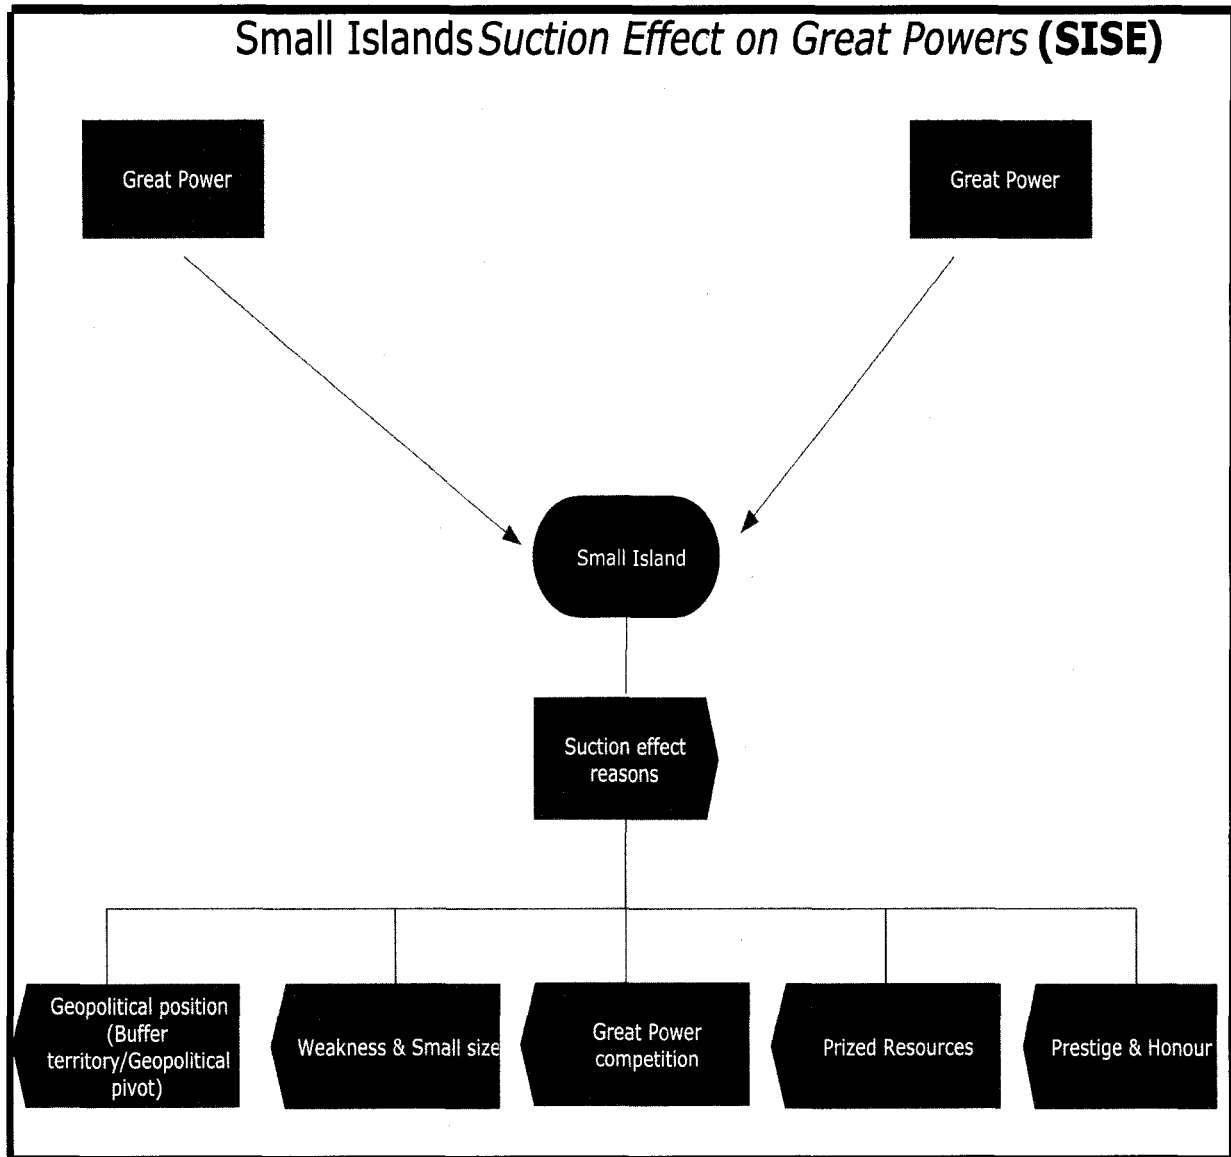 Small Islands Suction Effect on Great Powers (SISE)
Great Power
Great Power
Small Island
Suction effect
reasons
Geopolitical position
(Buffer
territory/Geopolitical
pivot)
Weakness & Small size
Great Power
competition
Prized Resources
Prestige & Honour